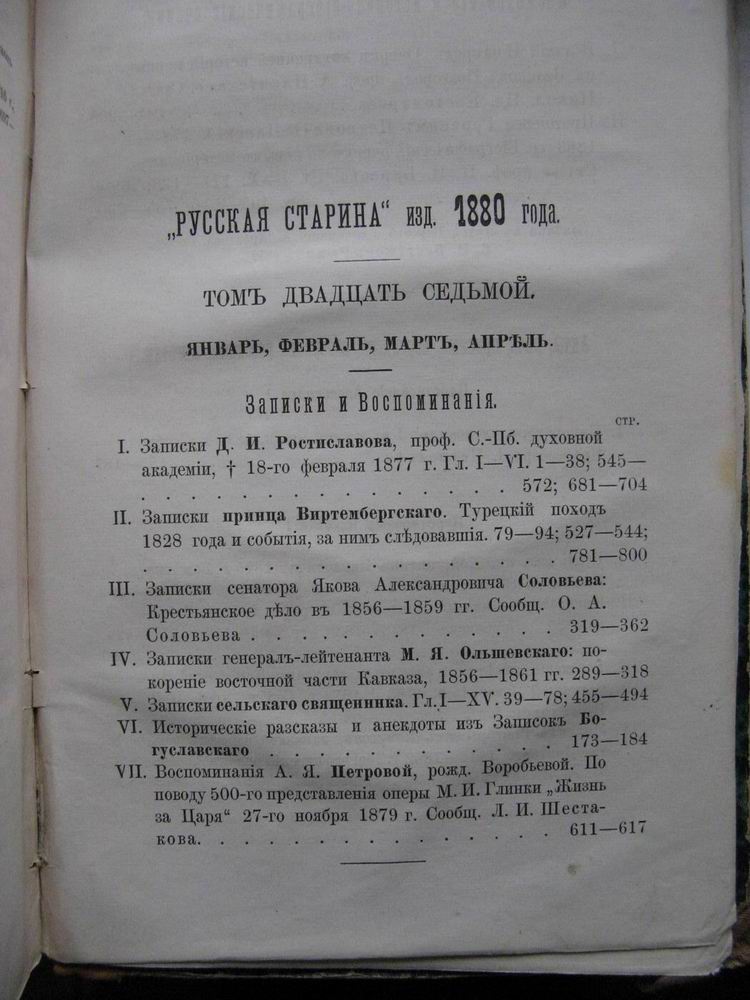 „РУССКАЯ СТАРИНА“ изд. 1880 года.
ТОМЪ ДВАДЦАТЬ СЕДЬМОЙ.
ЯНВАРЬ, ФЕВРАЛЬ, МАРТЪ, АПРѢЛЬ.
Записки и Воспоминанія.
СТР.
I. Записки Д. И. Ростиславова, проф. С.-Пб. духовной
академіи, † 18-го февраля 1877 г. Гл. I—VI. 1—38; 545—
. . . . . . . . . . . . . . 572; 681—704
II. Записки принца Виртембергскаго. Турецкій походъ
1828 года и событія, за нимъ слѣдовавшія. 79—94; 527—544;
. . . . . . . . . . . . . . . . 781—800
III. Записки сенатора Якова Александровича Соловьева:
Крестьянское дѣло въ 1856—1859 гг. Сообщ. О. А.
Соловьева . . . . . . . . . . . . . 319—362
IV. Записки генералъ-лейтенанта М. Я. Ольшевскаго: по-
кореніе восточной части Кавказа, 1856—1861 гг. 289—318
V. Записки сельскаго священника. Гл. I—XV. 39—78; 455—494
VI. Историческіе разсказы и анекдоты изъ Записокъ Бо-
гуславскаго . . . . . . . . . . . . 173—184
VII. Воспоминанія А. Я. Петровой, рожд. Воробьевой. По
поводу 500-го представленія оперы М. И. Глинки „Жизнь
за Царя“ 27-го ноября 1879 г. Сообщ. Л. И. Шеста-
кова. . . . . . . . . . . . . . . 611—617